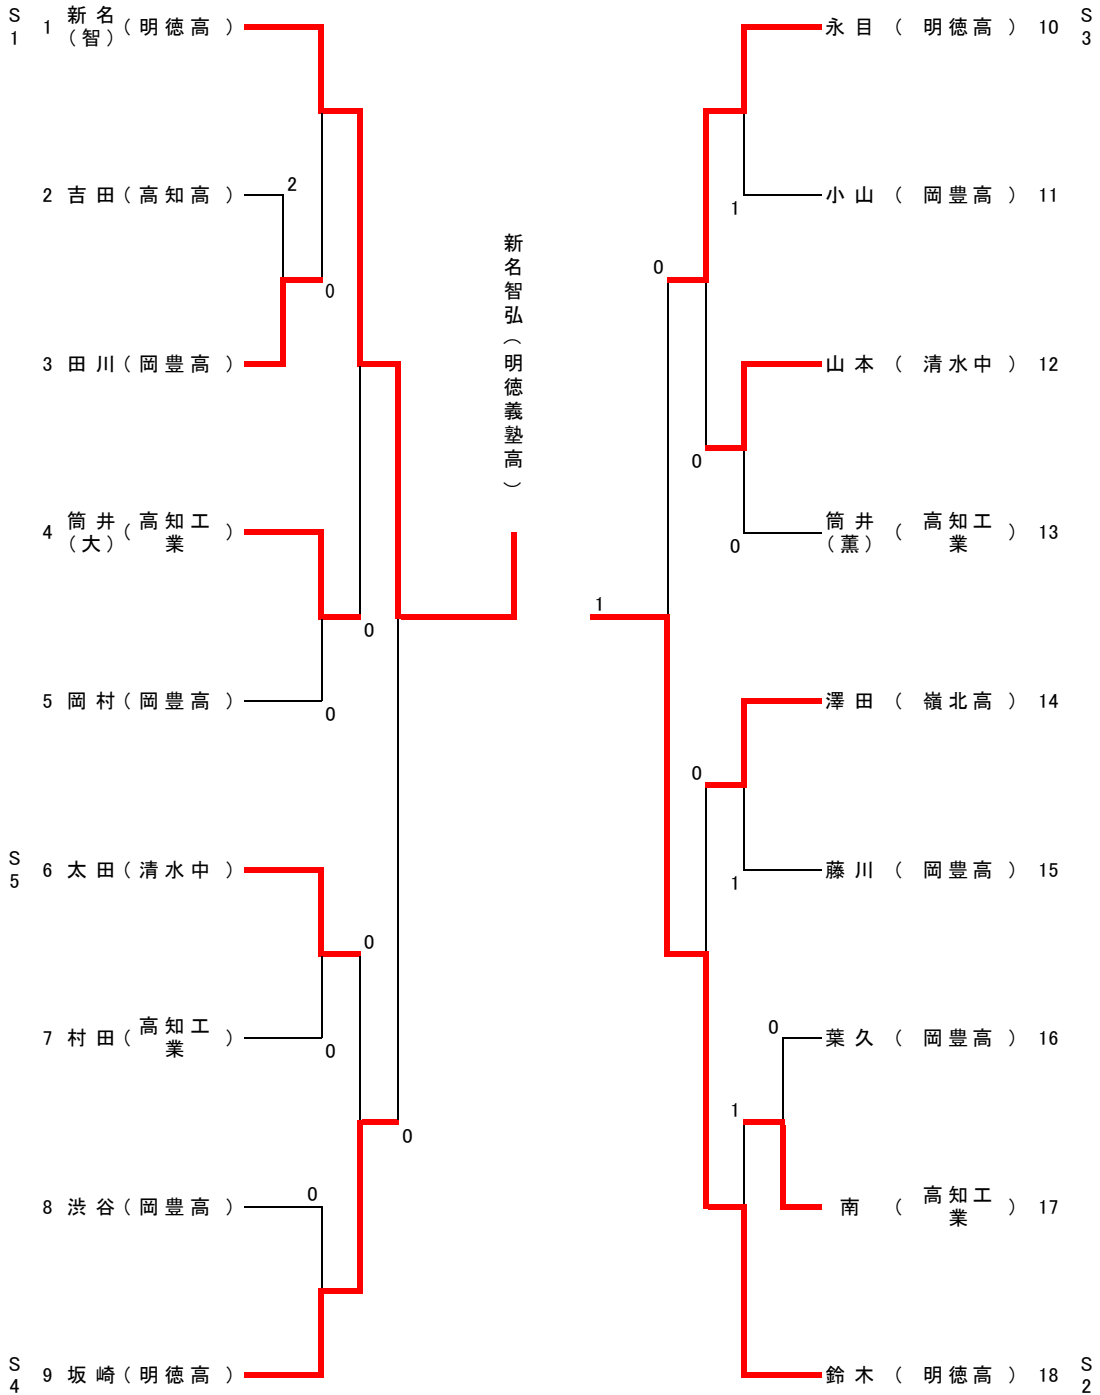 S1 1 新名(智) (明徳高)
2 吉田 (高知高) 2
0
3 田川 (岡豊高)
4 筒井(大) (高知工業)
0
5 岡村 (岡豊高)
0
S5 6 太田 (清水中)
0
7 村田 (高知工業)
0
0
8 渋谷 (岡豊高) 0
S4 9 坂崎 (明徳高)
新名智弘(明徳義塾高)
1
永目 (明徳高) 10 S3
小山 (岡豊高) 11
1
0
山本 (清水中) 12
0
筒井(薫) (高知工業) 13
0
澤田 (嶺北高) 14
0
藤川 (岡豊高) 15
1
0 葉久 (岡豊高) 16
1
南 (高知工業) 17
鈴木 (明徳高) 18 S2